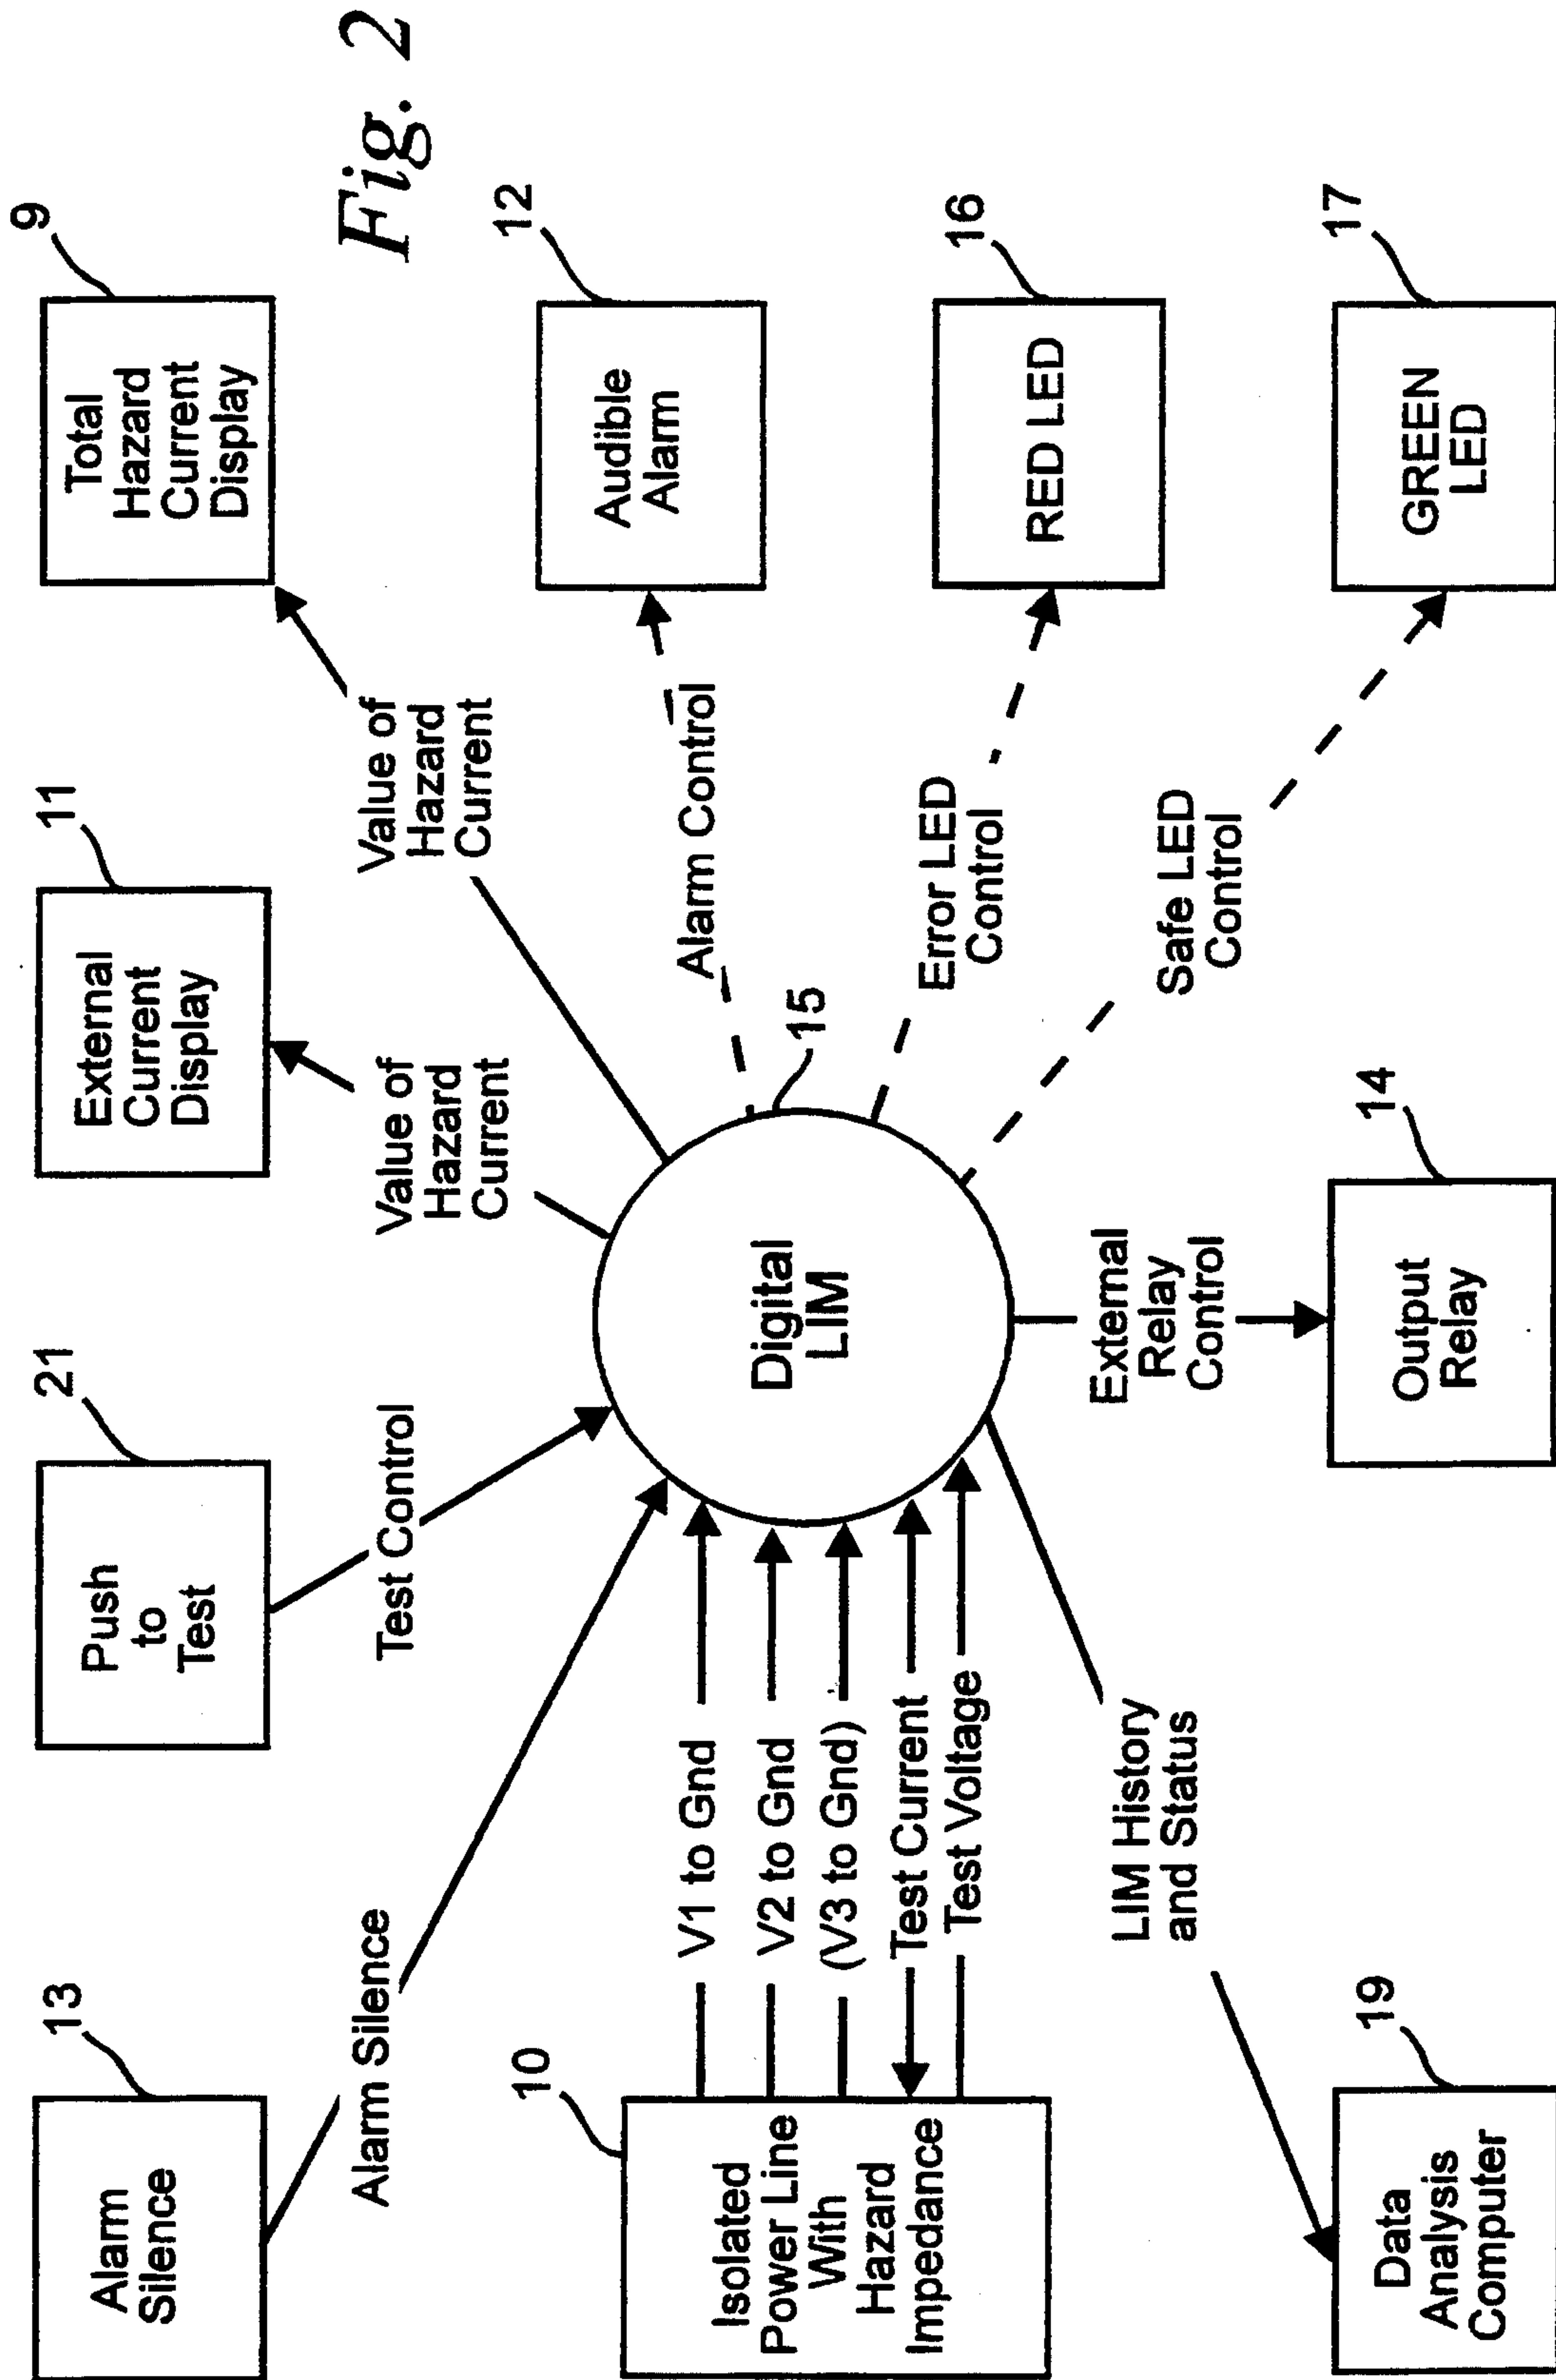 Fig. 2
13
Alarm
Silence
21
Push
to
Test
11
External
Current
Display
9
Total
Hazard
Current
Display
Alarm Silence
Test Control
Value of
Hazard
Current
Value of
Hazard
Current
10
Isolated
Power Line
With
Hazard
Impedance
V1 to Gnd
V2 to Gnd
(V3 to Gnd)
Test Current
Test Voltage
Digital
LIM
15
Alarm Control
12
Audible
Alarm
Error LED
Control
16
RED LED
Safe LED
Control
17
GREEN
LED
LIM History
and Status
External
Relay
Control
19
Data
Analysis
Computer
14
Output
Relay